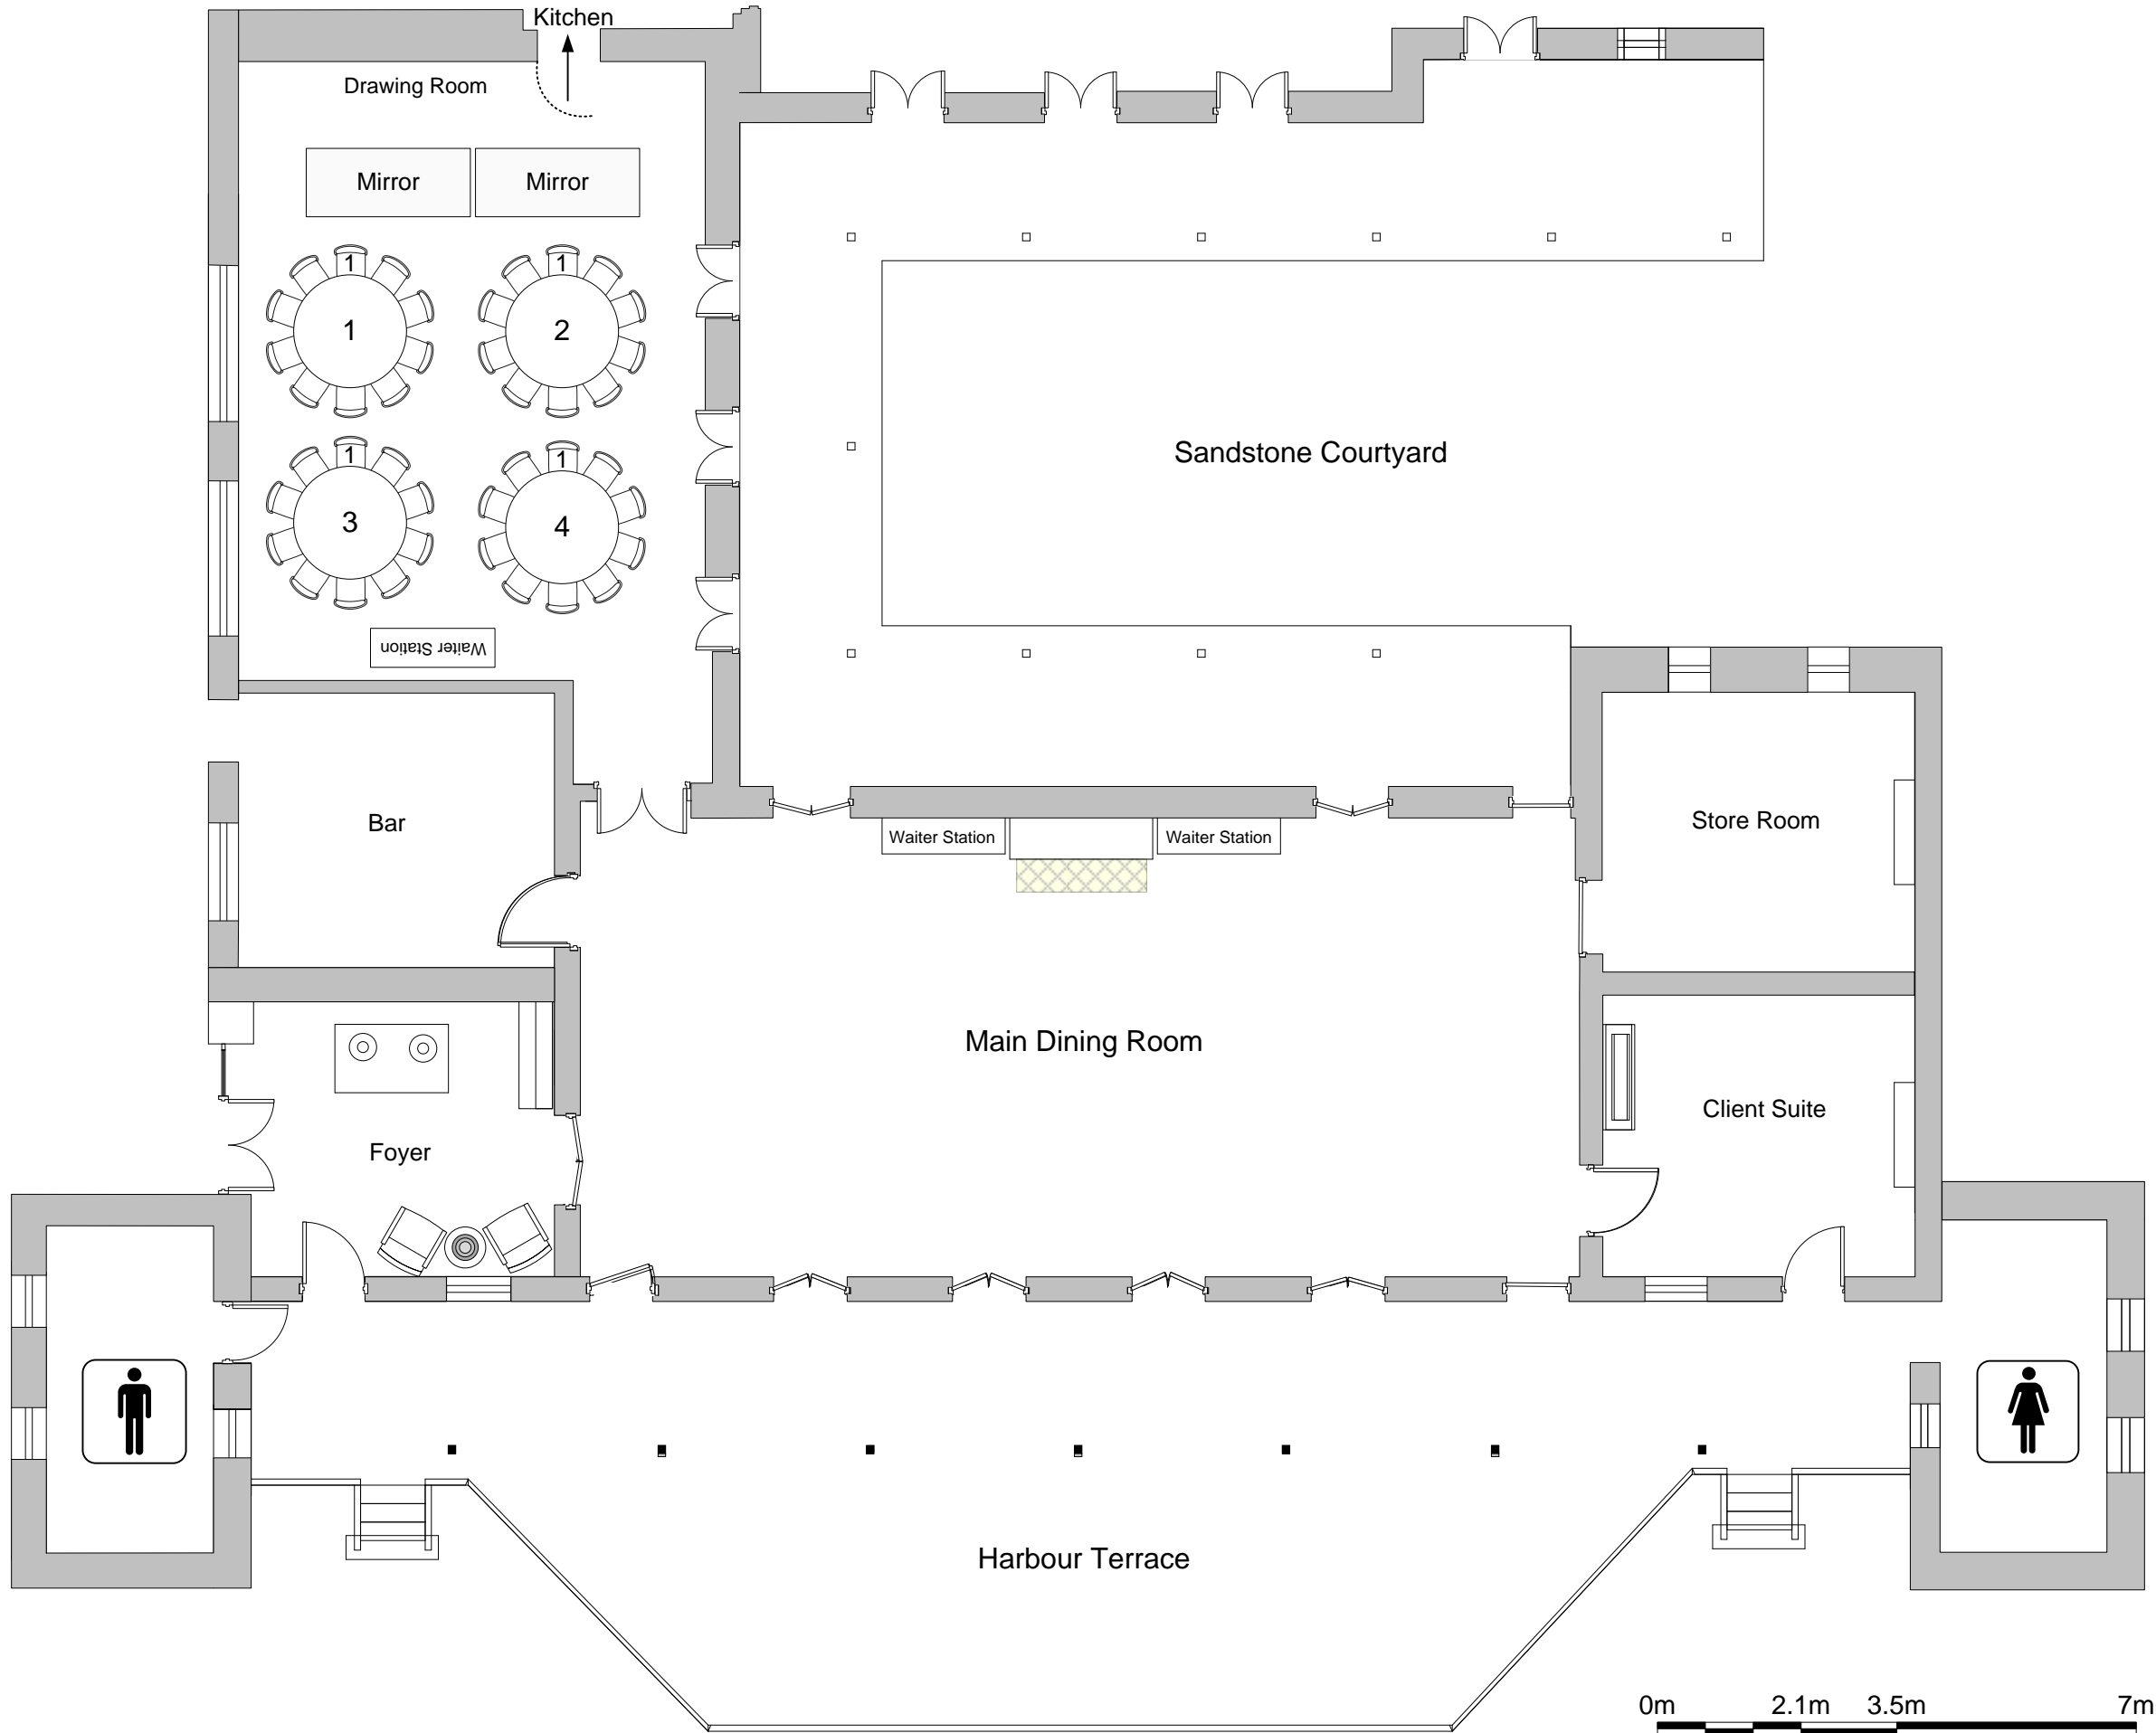 Kitchen
Drawing Room
Mirror
Mirror
1
1
1
2
1
1
3
4
Sandstone Courtyard
Waiter Station
Bar
Waiter Station
Waiter Station
Store Room
Main Dining Room
Client Suite
Foyer
Harbour Terrace
0m 2.1m 3.5m 7m